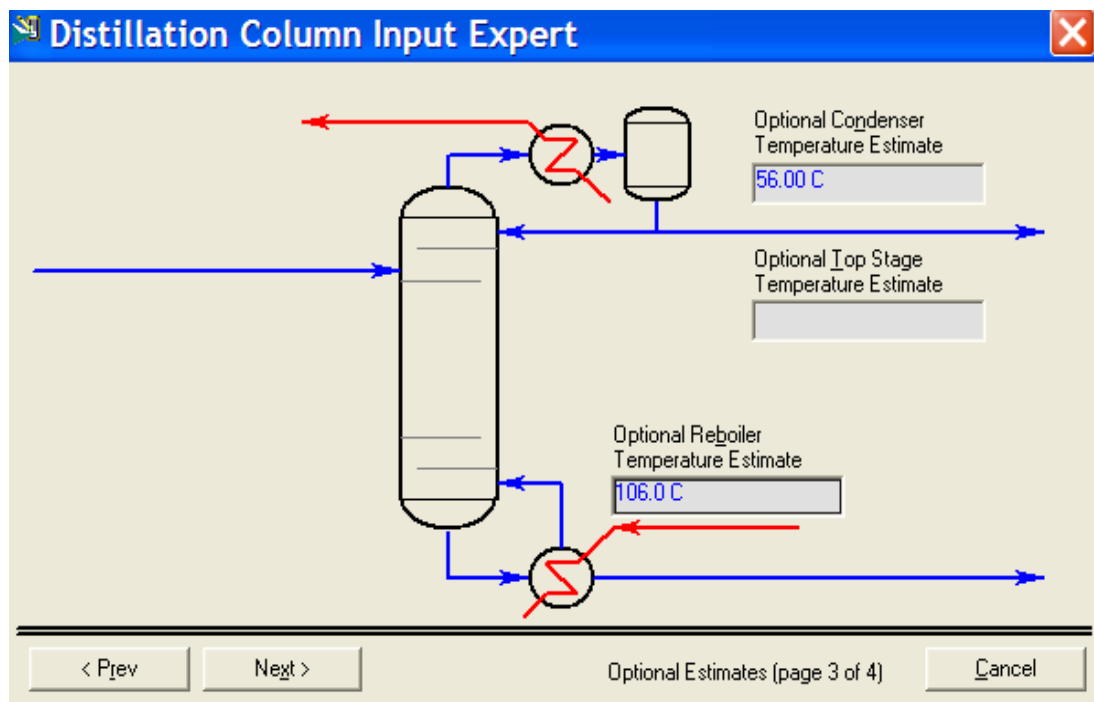 Distillation Column Input Expert
Optional Condenser
Temperature Estimate
56.00 C
Optional Top Stage
Temperature Estimate
Optional Reboiler
Temperature Estimate
106.0 C
< Prev
Next >
Optional Estimates (page 3 of 4)
Cancel